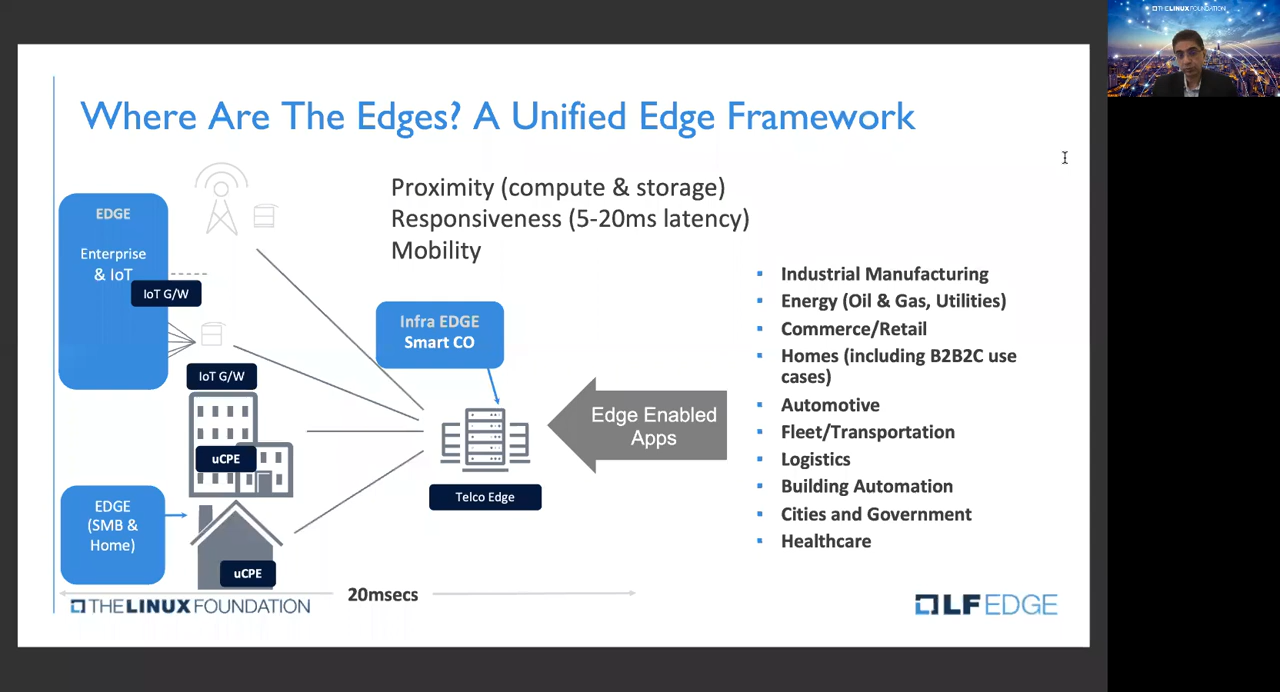 THE LINUX FOUNDATION
Where Are The Edges? A Unified Edge Framework
Proximity (compute & storage)
Responsiveness (5-20ms latency)
Mobility
EDGE
Enterprise
& IoT
IoT G/W
IoT G/W
uCPE
EDGE
(SMB &
Home)
uCPE
Infra EDGE
Smart CO
Telco Edge
Edge Enabled
Apps
▪ Industrial Manufacturing
▪ Energy (Oil & Gas, Utilities)
▪ Commerce/Retail
▪ Homes (including B2B2C use
cases)
▪ Automotive
▪ Fleet/Transportation
▪ Logistics
▪ Building Automation
▪ Cities and Government
▪ Healthcare
20msecs
THE LINUX FOUNDATION
LF EDGE